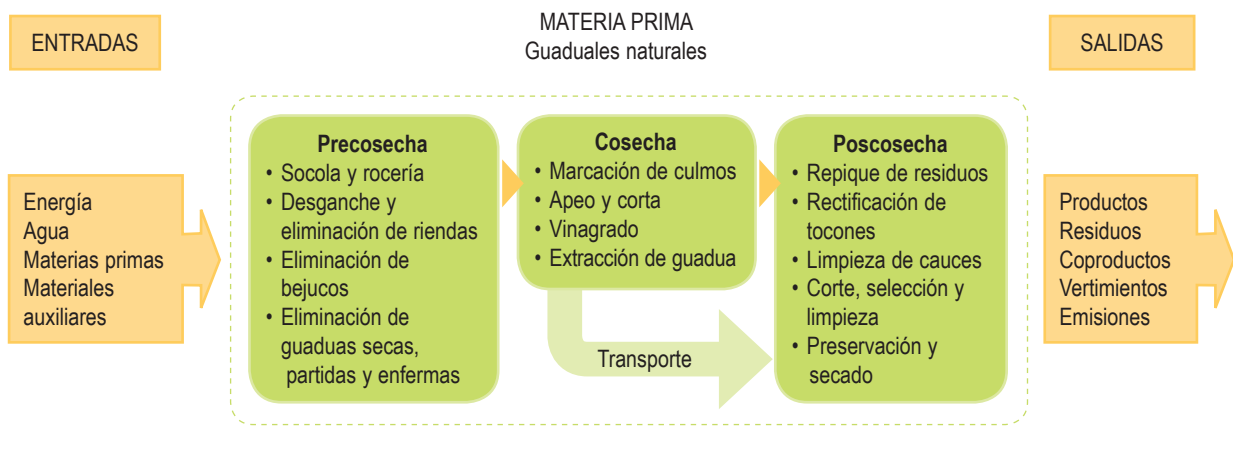 ENTRADAS
MATERIA PRIMA
Guaduales naturales
SALIDAS
Energía
Agua
Materias primas
Materiales
auxiliares
Precosecha
• Socola y rocería
• Desganche y
eliminación de riendas
• Eliminación de
bejucos
• Eliminación de
guaduas secas,
partidas y enfermas
Cosecha
• Marcación de culmos
• Apeo y corta
• Vinagrado
• Extracción de guadua
Transporte
Poscosecha
• Repique de residuos
• Rectificación de
tocones
• Limpieza de cauces
• Corte, selección y
limpieza
• Preservación y
secado
Productos
Residuos
Coproductos
Vertimientos
Emisiones